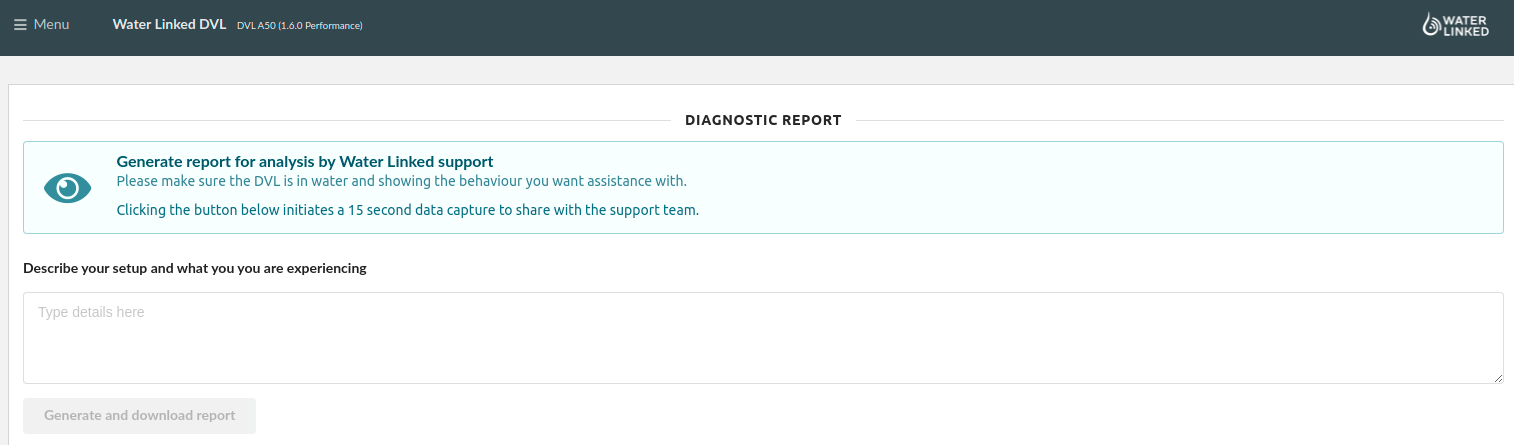 Menu Water Linked DVL DVL A50 (1.6.0 Performance) WATER LINKED
DIAGNOSTIC REPORT
Generate report for analysis by Water Linked support
Please make sure the DVL is in water and showing the behaviour you want assistance with.
Clicking the button below initiates a 15 second data capture to share with the support team.
Describe your setup and what you you are experiencing
Type details here
Generate and download report